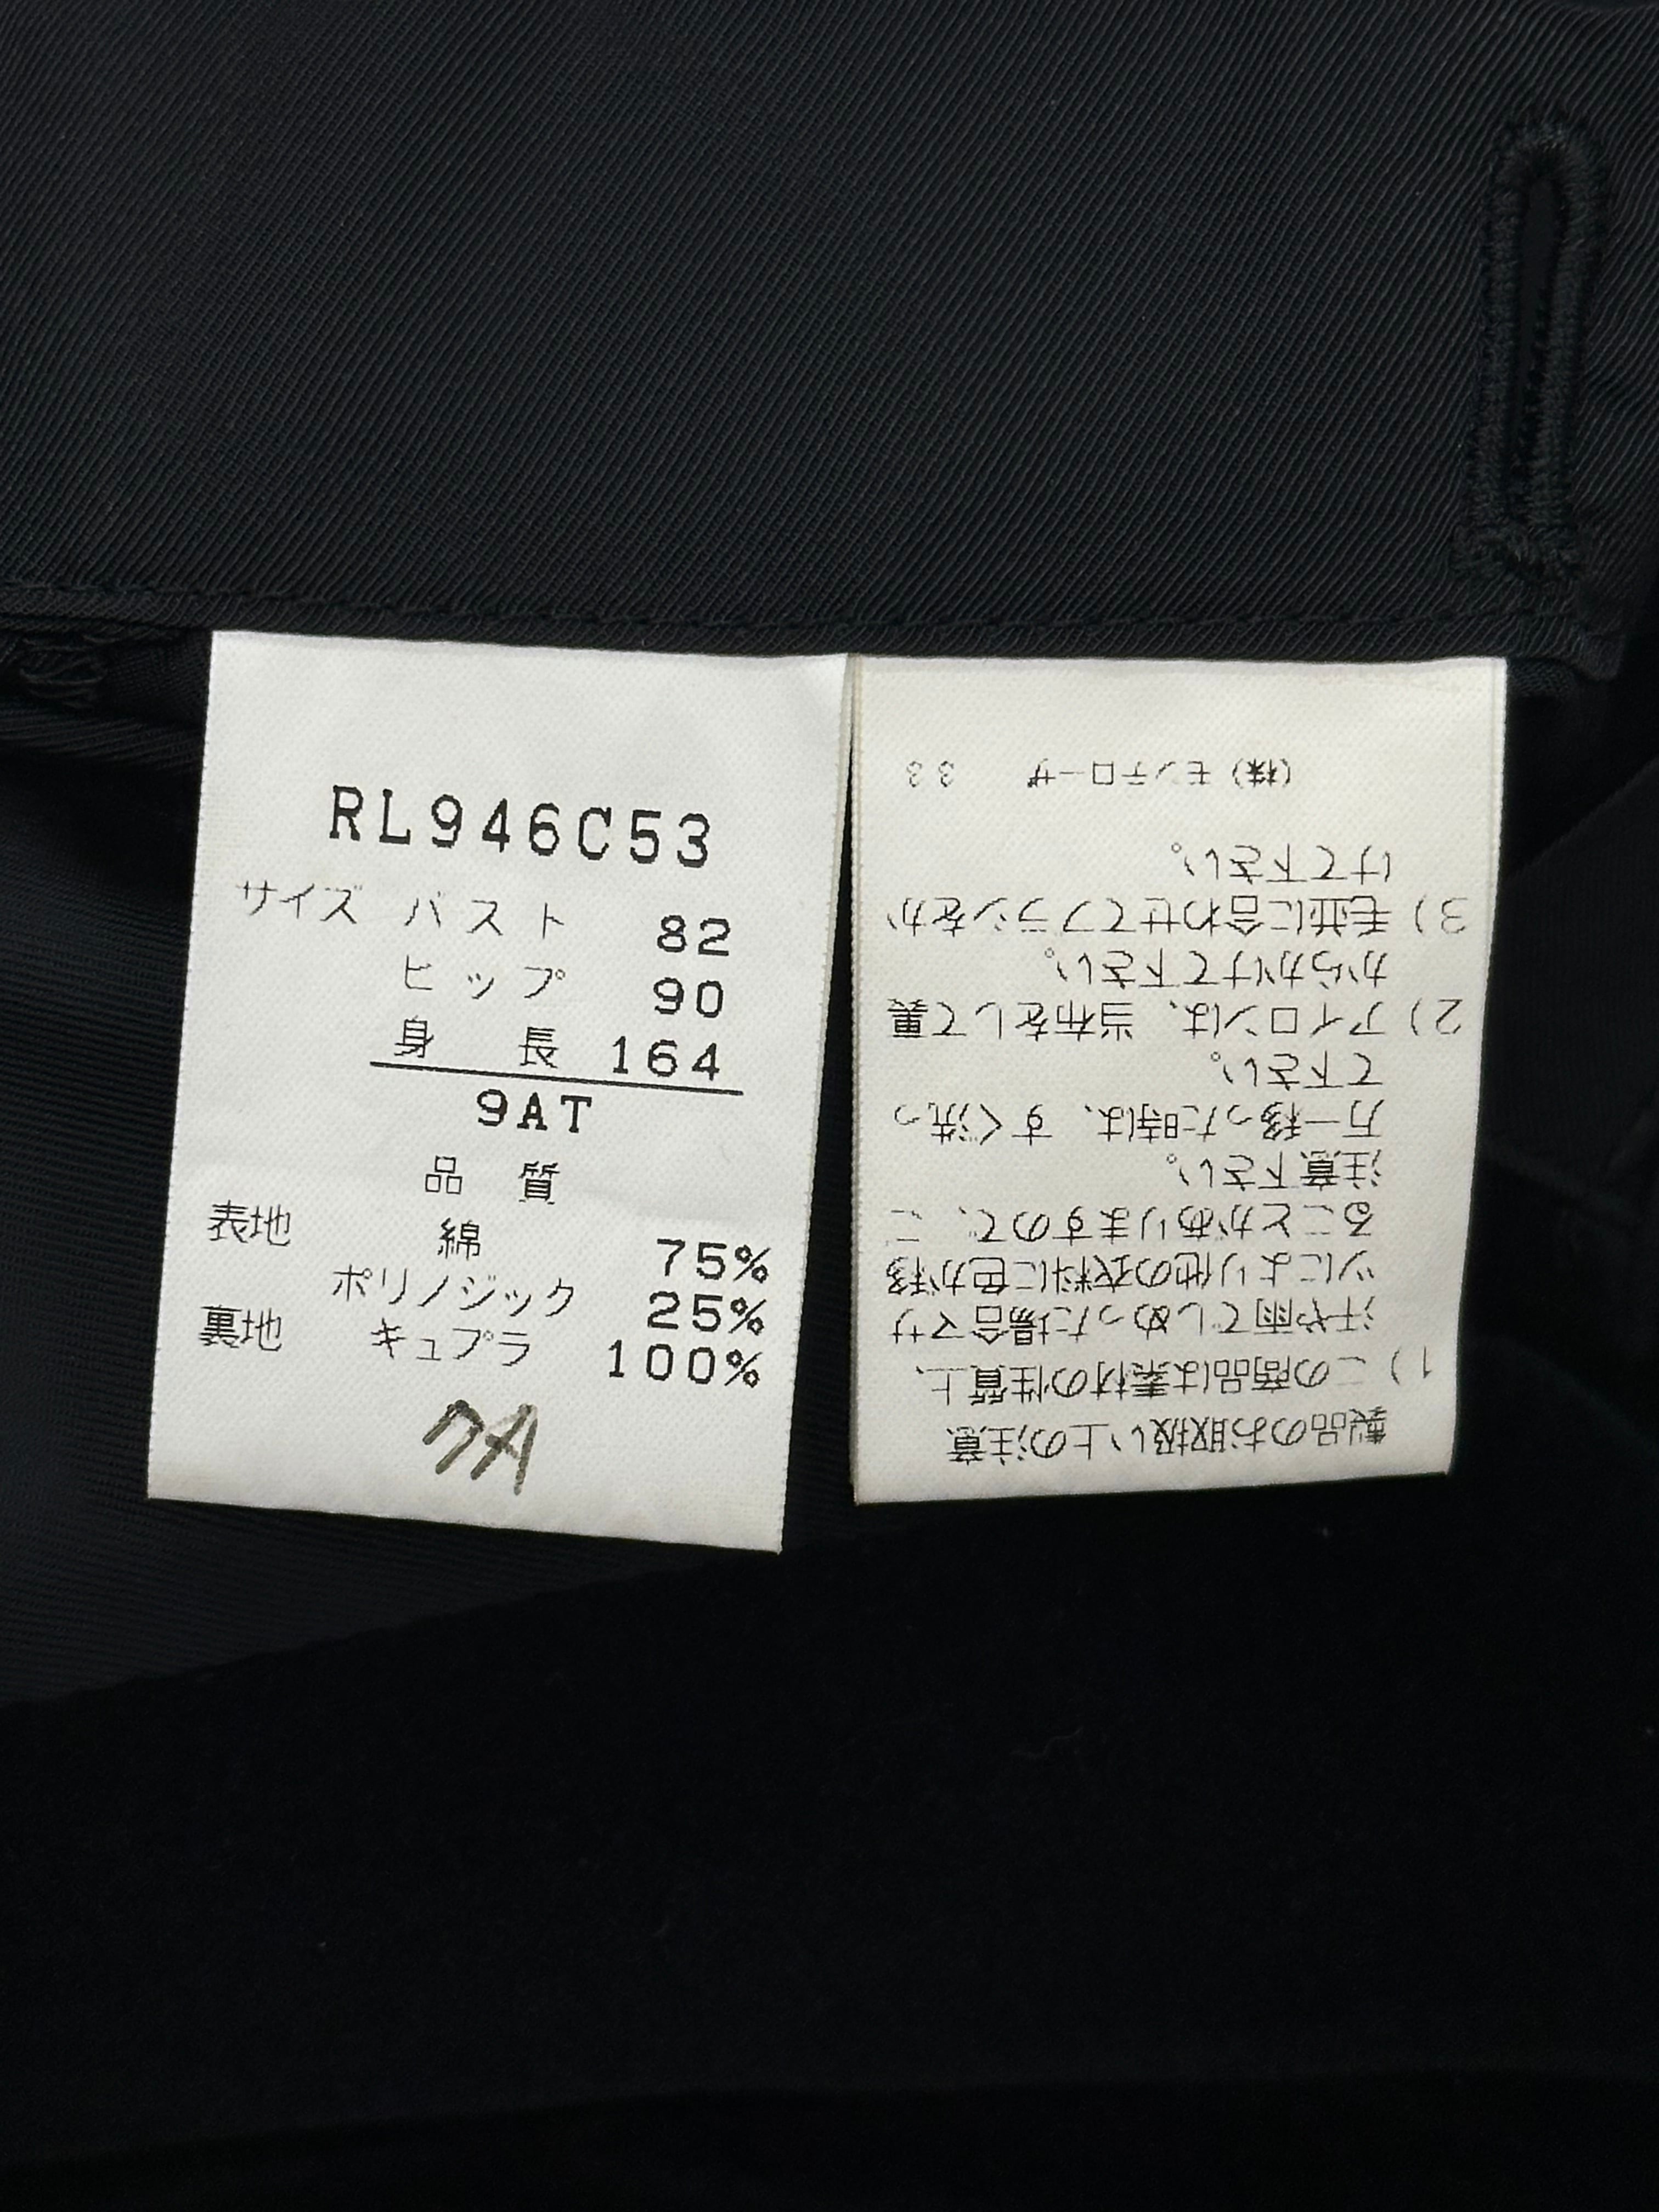 RL946C53
サイズ バスト 82
ヒップ 90
身長 164
9AT
品質
表地 綿 75%
ポリノジック 25%
裏地 キュプラ 100%
製品のお取扱い上の注意
1) この商品は素材の性質上、
汗や雨でしめった場合マサ
ツにより他の衣料に色が移
ることがありますので、ご
注意下さい。
万一移った時は、すぐ洗っ
て下さい。
2) アイロンは、当布をして裏
からかけて下さい。
3) 毛並に合わせてブラシをか
けて下さい。
(株) モンテローザ 33